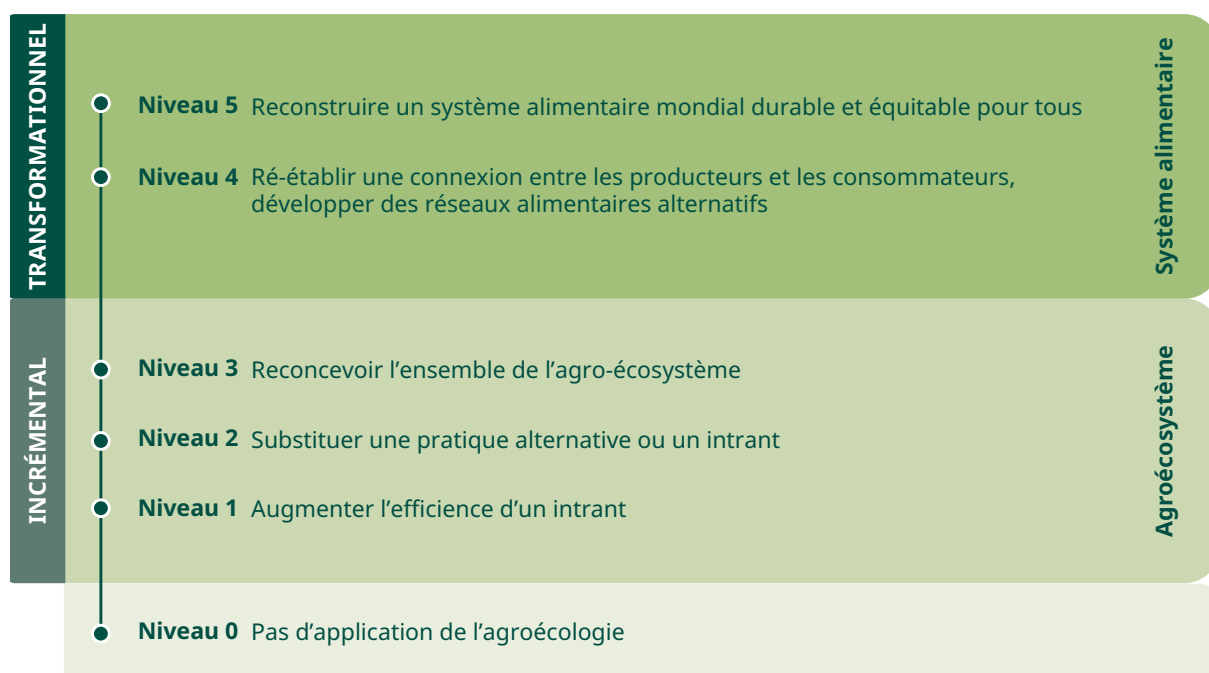 TRANSFORMATIONNEL
Niveau 5 Reconstruire un système alimentaire mondial durable et équitable pour tous
Niveau 4 Ré-établir une connexion entre les producteurs et les consommateurs,
développer des réseaux alimentaires alternatifs
Système alimentaire
INCRÉMENTAL
Niveau 3 Reconcevoir l’ensemble de l’agro-écosystème
Niveau 2 Substituer une pratique alternative ou un intrant
Niveau 1 Augmenter l’efficience d’un intrant
Agroécosystème
Niveau 0 Pas d’application de l’agroécologie